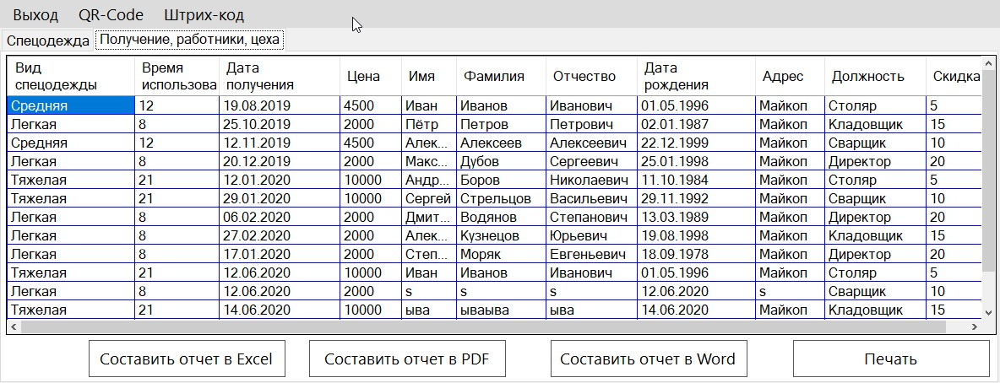 Выход QR-Code Штрих-код
Спецодежда Получение, работники, цеха
Вид спецодежды Время использова Дата получения Цена Имя Фамилия Отчество Дата рождения Адрес Должность Скидка
Средняя 12 19.08.2019 4500 Иван Иванов Иванович 01.05.1996 Майкоп Столяр 5
Легкая 8 25.10.2019 2000 Пётр Петров Петрович 02.01.1987 Майкоп Кладовщик 15
Средняя 12 12.11.2019 4500 Алек... Алексеев Алексеевич 22.12.1999 Майкоп Сварщик 10
Легкая 8 20.12.2019 2000 Макс... Дубов Сергеевич 25.01.1998 Майкоп Директор 20
Тяжелая 21 12.01.2020 10000 Андр... Боров Николаевич 11.10.1984 Майкоп Столяр 5
Тяжелая 21 29.01.2020 10000 Сергей Стрельцов Васильевич 29.11.1992 Майкоп Сварщик 10
Легкая 8 06.02.2020 2000 Дмит... Водянов Степанович 13.03.1989 Майкоп Директор 20
Легкая 8 27.02.2020 2000 Алек... Кузнецов Юрьевич 19.08.1998 Майкоп Кладовщик 15
Легкая 8 17.01.2020 2000 Степ... Моряк Евгеньевич 18.09.1978 Майкоп Директор 20
Тяжелая 21 12.06.2020 10000 Иван Иванов Иванович 01.05.1996 Майкоп Столяр 5
Легкая 8 12.06.2020 2000 s s s 12.06.2020 s Сварщик 10
Тяжелая 21 14.06.2020 10000 ыва ываыва ыва 14.06.2020 Майкоп Кладовщик 15
Составить отчет в Excel Составить отчет в PDF Составить отчет в Word Печать